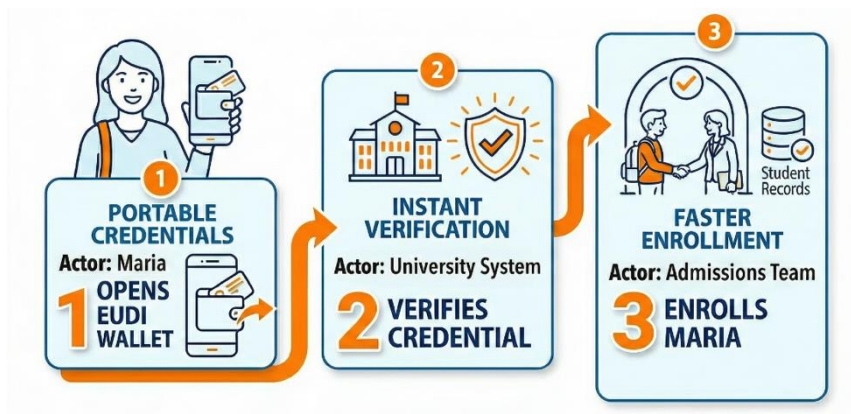 1
PORTABLE
CREDENTIALS
Actor: Maria
1 OPENS
EUDI
WALLET
2
INSTANT
VERIFICATION
Actor: University System
2 VERIFIES
CREDENTIAL
3
Student
Records
FASTER
ENROLLMENT
Actor: Admissions Team
3 ENROLLS
MARIA